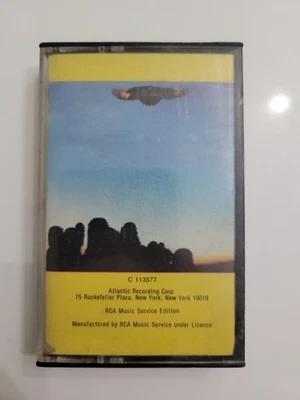 C 113577
Atlantic Recording Corp.
75 Rockefeller Plaza, New York, New York 10019
RCA Music Service Edition
Manufactured by RCA Music Service under License